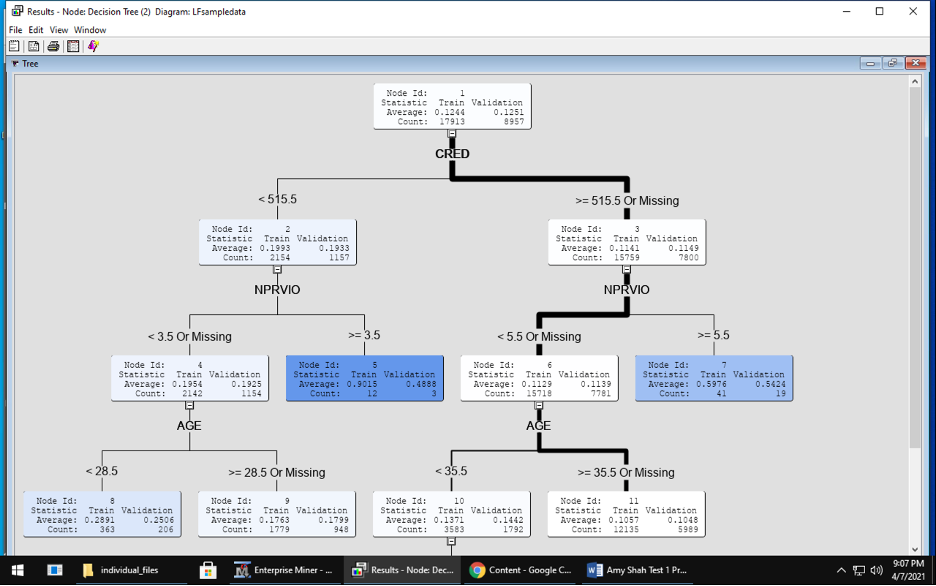 Results - Node: Decision Tree (2) Diagram: LFsampledata
File Edit View Window
Tree
Node Id: 1
Statistic Train Validation
Average: 0.1244 0.1251
Count: 17913 8957
CRED
< 515.5
>= 515.5 Or Missing
Node Id: 2
Statistic Train Validation
Average: 0.1993 0.1933
Count: 2154 1157
Node Id: 3
Statistic Train Validation
Average: 0.1141 0.1149
Count: 15759 7800
NPRVIO
NPRVIO
< 3.5 Or Missing
>= 3.5
< 5.5 Or Missing
>= 5.5
Node Id: 4
Statistic Train Validation
Average: 0.1954 0.1925
Count: 2142 1154
Node Id: 5
Statistic Train Validation
Average: 0.9015 0.4888
Count: 12 3
Node Id: 6
Statistic Train Validation
Average: 0.1129 0.1139
Count: 15718 7781
Node Id: 7
Statistic Train Validation
Average: 0.5976 0.5424
Count: 41 19
AGE
AGE
< 28.5
>= 28.5 Or Missing
< 35.5
>= 35.5 Or Missing
Node Id: 8
Statistic Train Validation
Average: 0.2891 0.2506
Count: 363 206
Node Id: 9
Statistic Train Validation
Average: 0.1763 0.1799
Count: 1779 948
Node Id: 10
Statistic Train Validation
Average: 0.1371 0.1442
Count: 3583 1792
Node Id: 11
Statistic Train Validation
Average: 0.1057 0.1048
Count: 12135 5989
individual_files
Enterprise Miner - ...
Results - Node: Dec...
Content - Google C...
Amy Shah Test 1 Pr...
9:07 PM
4/7/2021